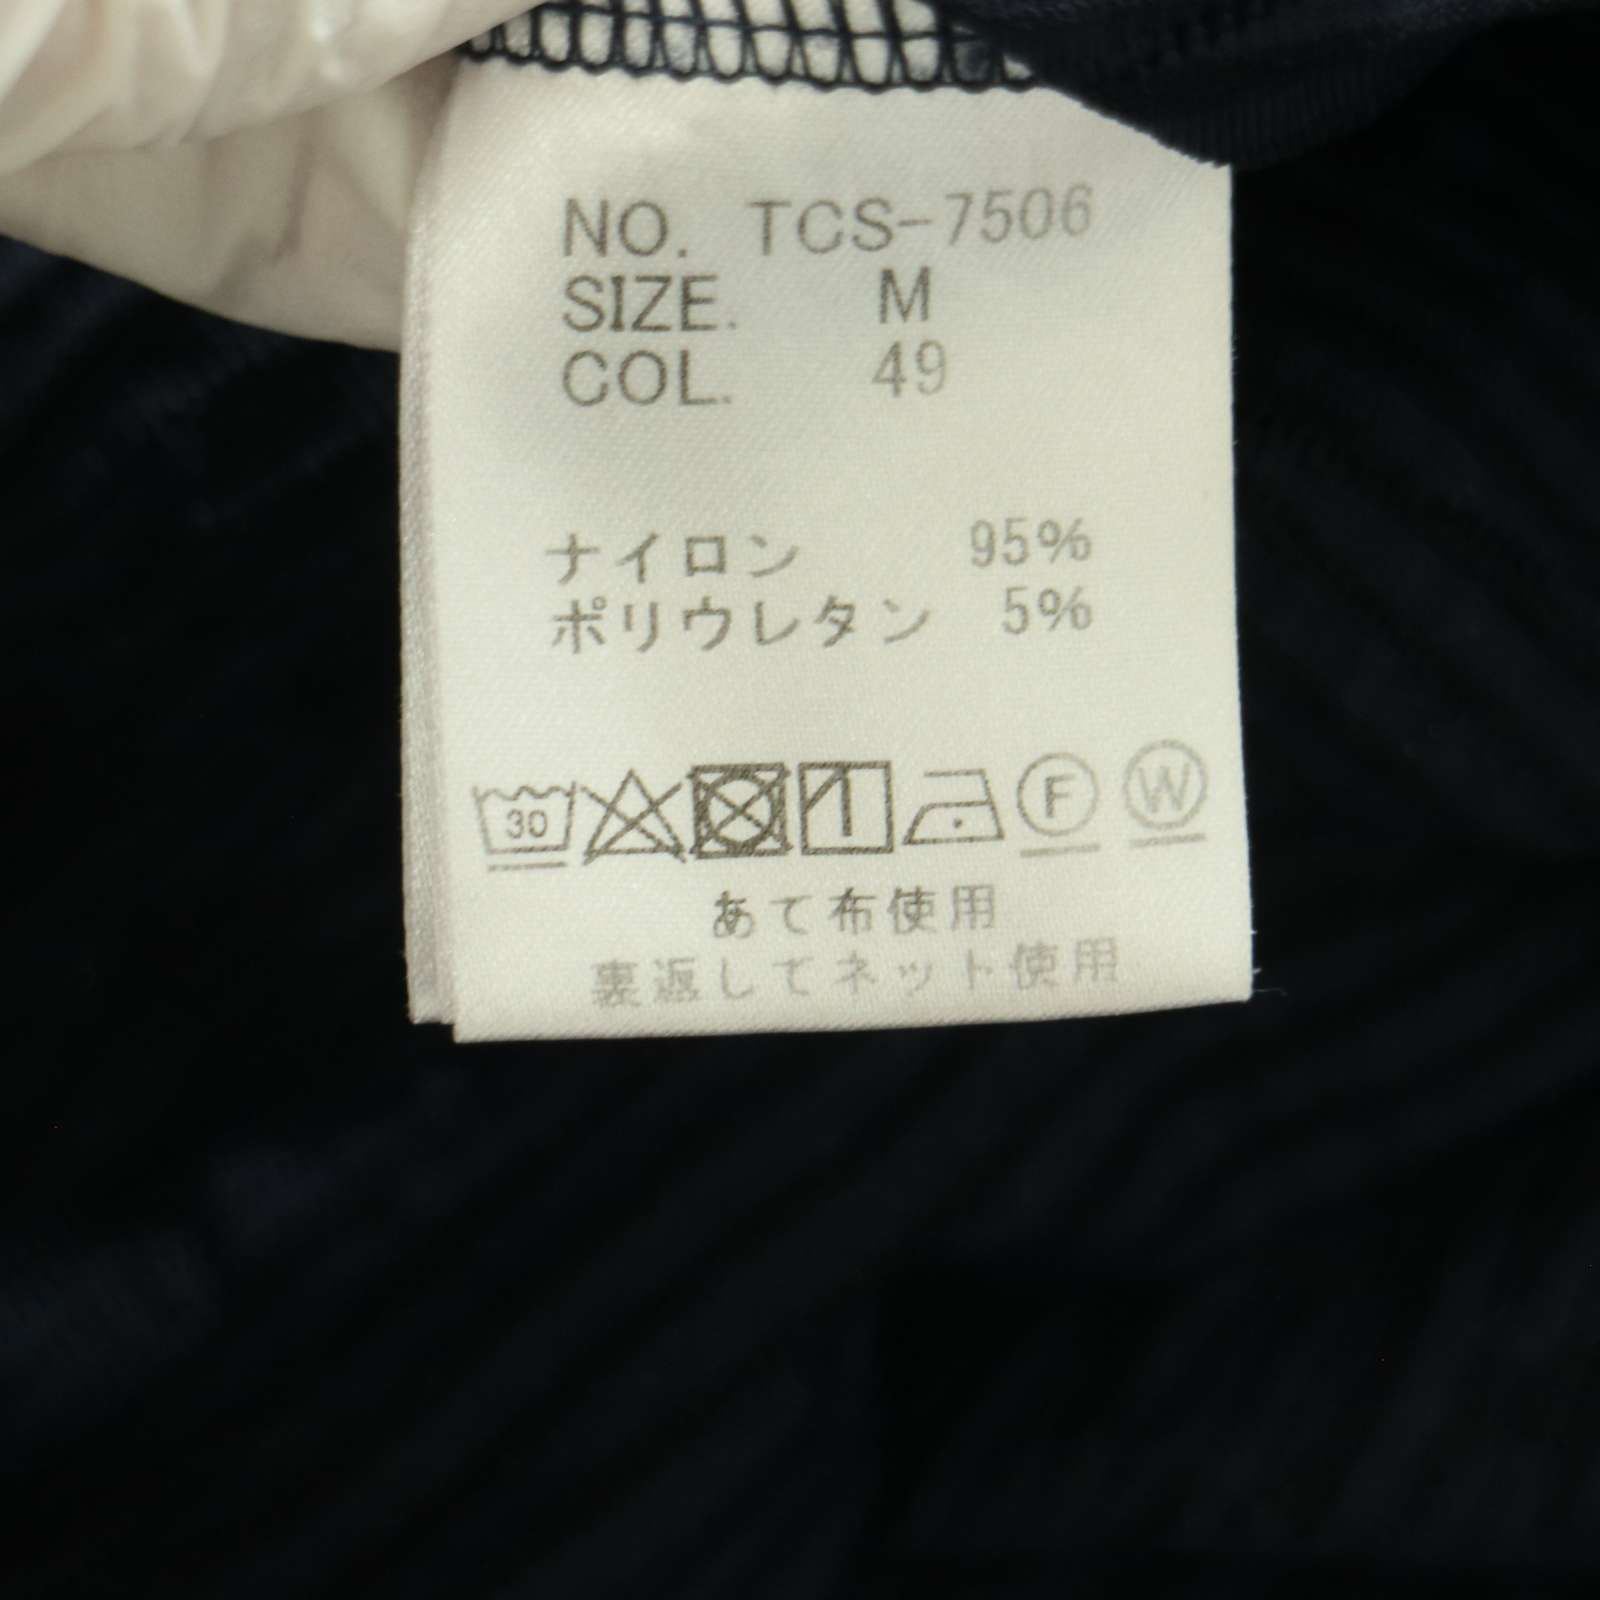 NO. TCS-7506
SIZE. M
COL. 49
ナイロン 95%
ポリウレタン 5%
30 F W
あて布使用
裏返してネット使用